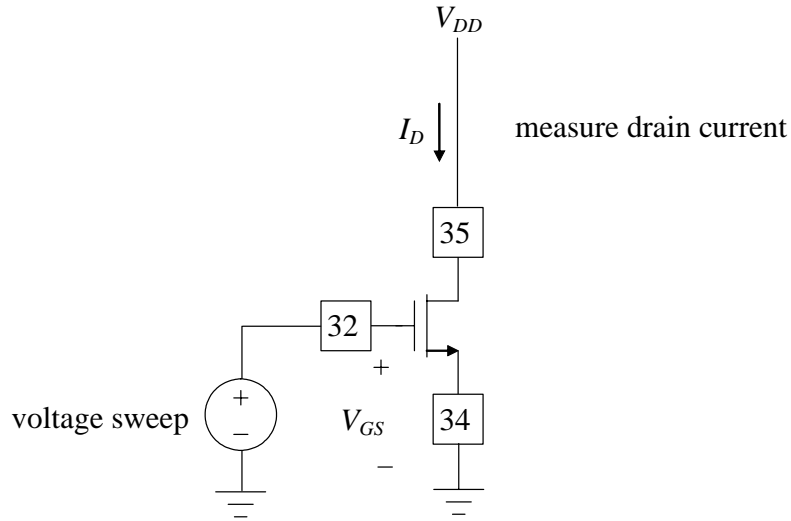 V_DD
I_D
measure drain current
35
32
+
+
voltage sweep
−
V_GS
34
−